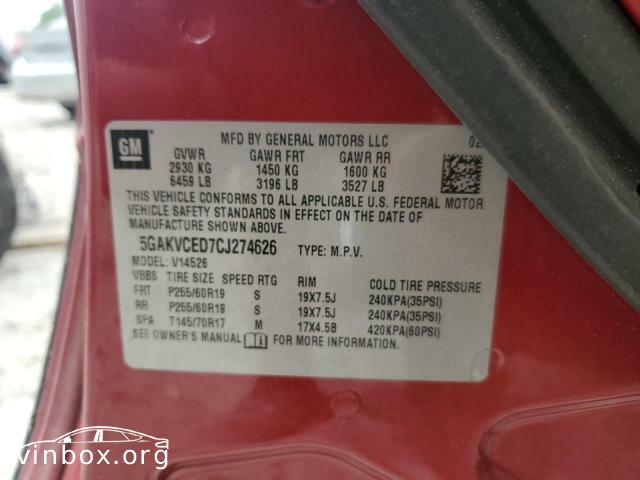 GM
MFD BY GENERAL MOTORS LLC 02
GVWR GAWR FRT GAWR RR
2930 KG 1450 KG 1600 KG
6459 LB 3196 LB 3527 LB
THIS VEHICLE CONFORMS TO ALL APPLICABLE U.S. FEDERAL MOTOR
VEHICLE SAFETY STANDARDS IN EFFECT ON THE DATE OF
MANUFACTURE SHOWN ABOVE.
5GAKVCED7CJ274626 TYPE: M.P.V.
MODEL: V14526
VBBS TIRE SIZE SPEED RTG RIM COLD TIRE PRESSURE
FRT P255/60R19 S 19X7.5J 240KPA(35PSI)
RR P255/60R19 S 19X7.5J 240KPA(35PSI)
SPA T145/70R17 M 17X4.5B 420KPA(60PSI)
SEE OWNER'S MANUAL FOR MORE INFORMATION.
vinbox.org